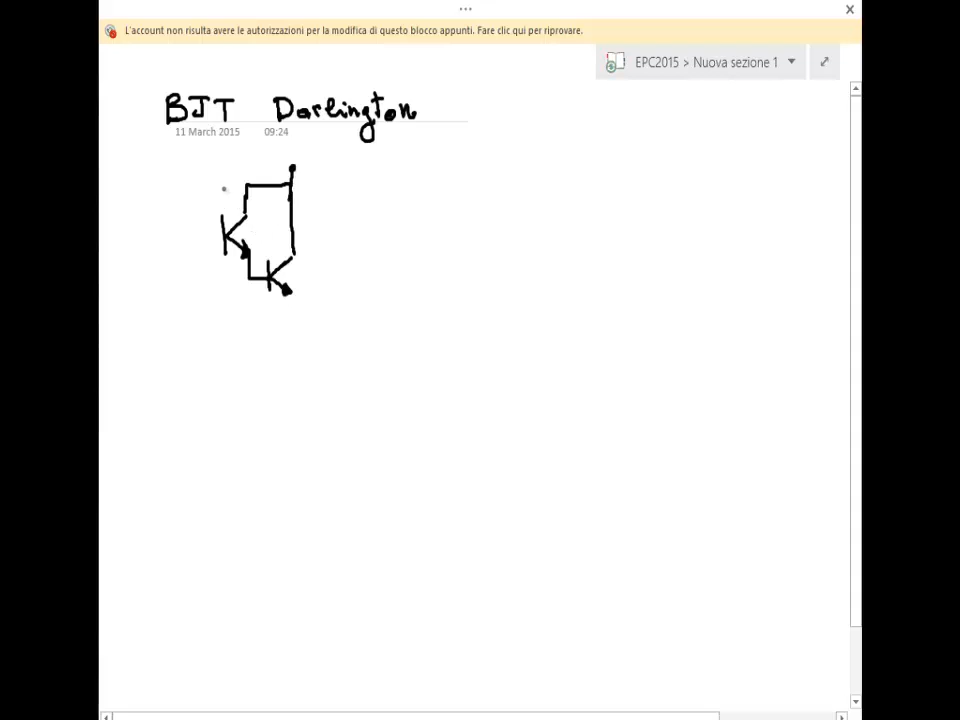 L'account non risulta avere le autorizzazioni per la modifica di questo blocco appunti. Fare clic qui per riprovare.
EPC2015 > Nuova sezione 1
BJT Darlington
11 March 2015 09:24